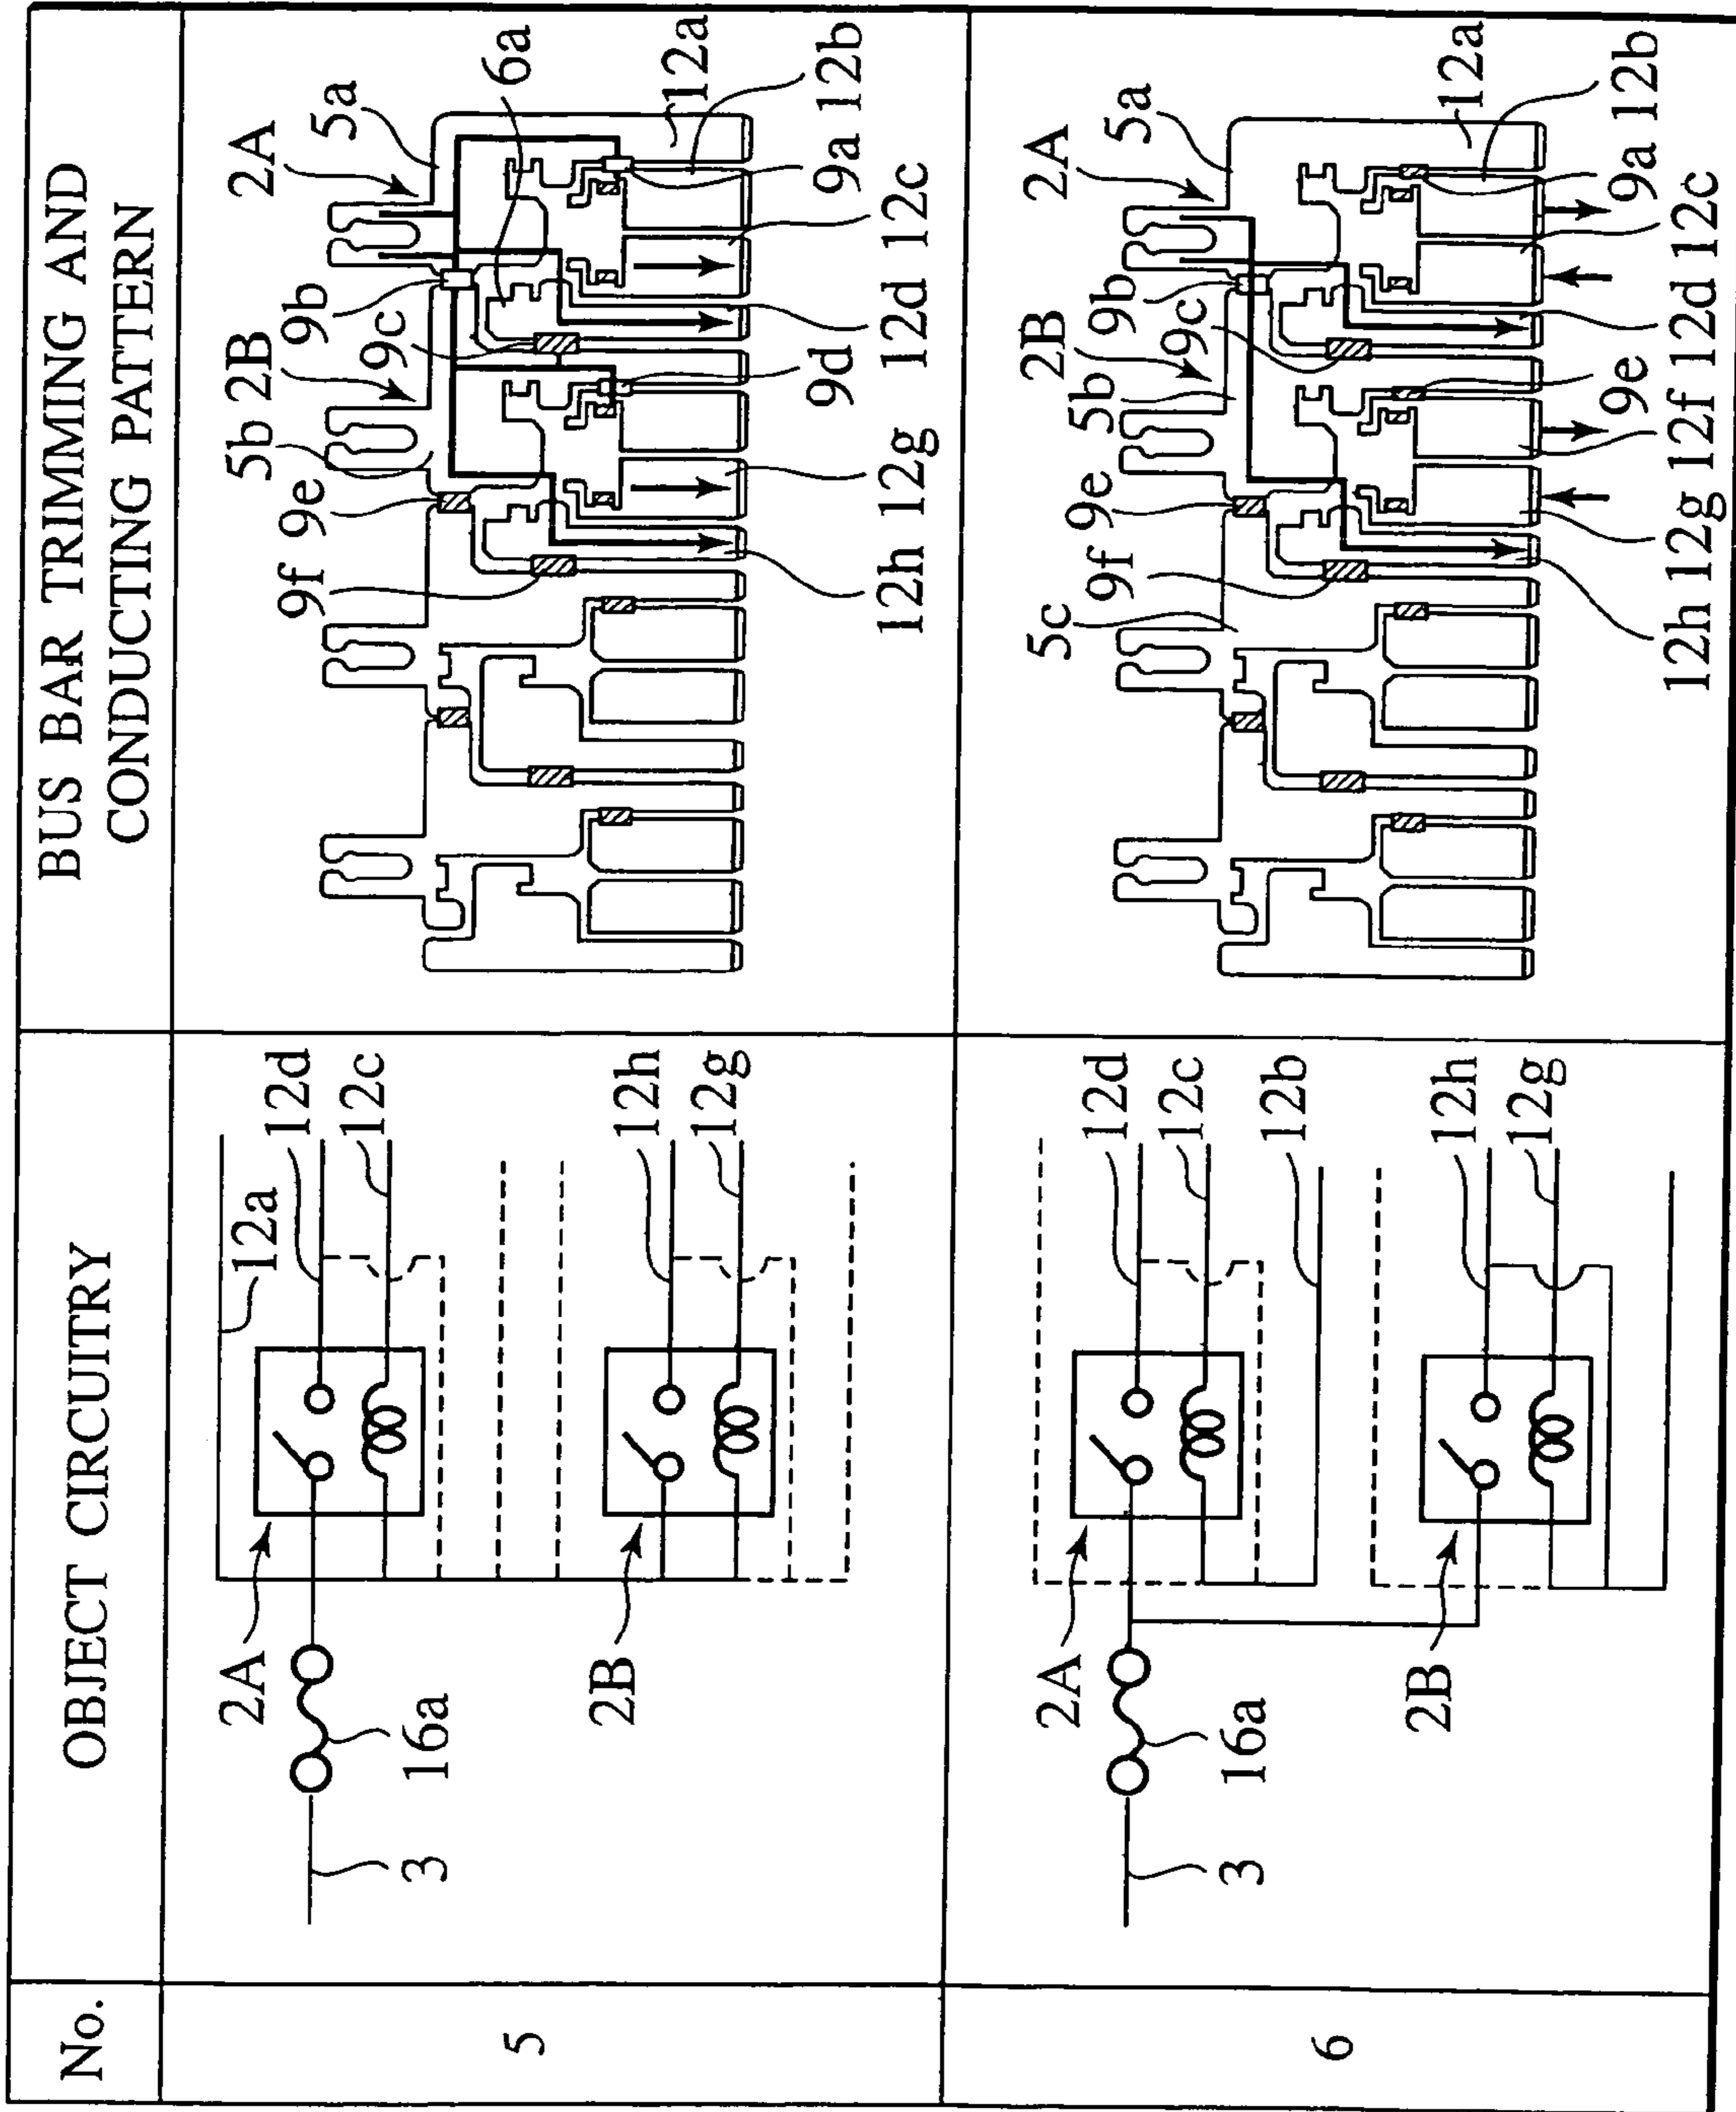 No.
OBJECT CIRCUITRY
BUS BAR TRIMMING AND
CONDUCTING PATTERN
5
3
16a
2A
2B
12a
12d
12c
12h
12g
5b
2B
9b
2A
5a
9f
9e
9c
6a
12h
12g
9d
12d
12c
9a
12b
12a
6
3
16a
2A
2B
12d
12c
12b
12h
12g
5c
9f
9e
5b
2B
9b
9c
2A
5a
12h
12g
12f
9e
12d
12c
9a
12b
12a